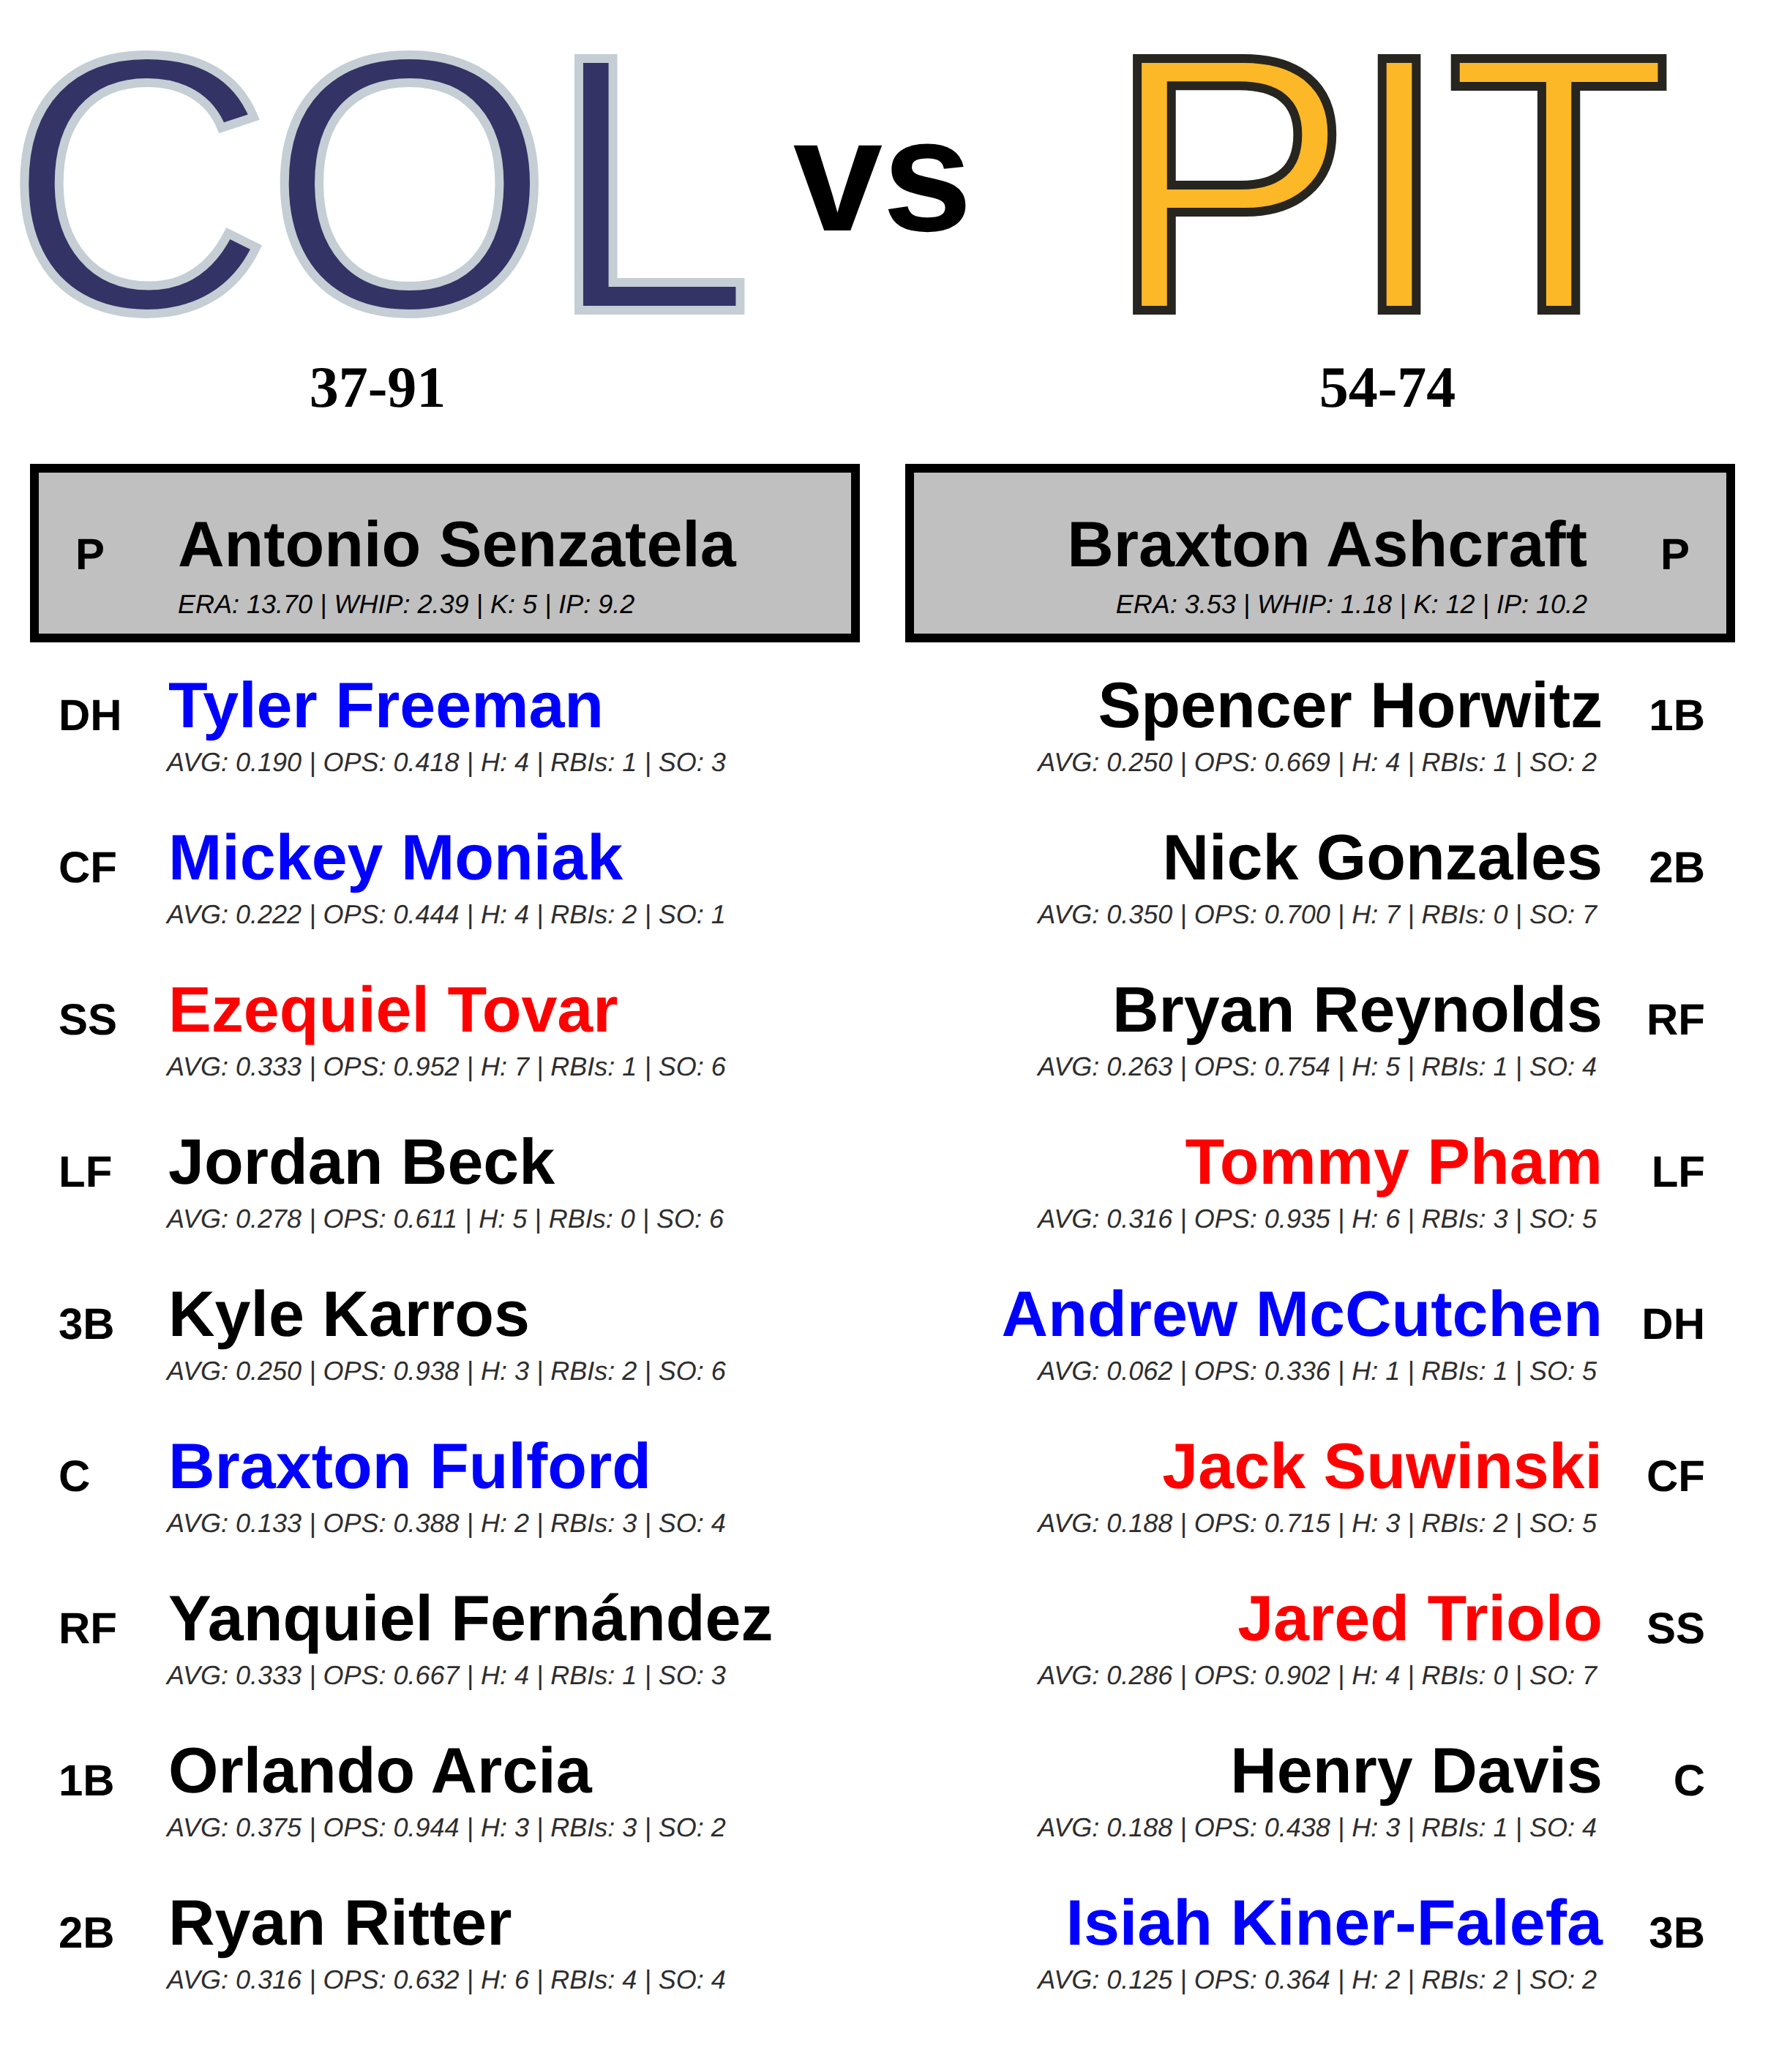 COL vs PIT
37-91
54-74
P Antonio Senzatela
ERA: 13.70 | WHIP: 2.39 | K: 5 | IP: 9.2
Braxton Ashcraft P
ERA: 3.53 | WHIP: 1.18 | K: 12 | IP: 10.2
DH Tyler Freeman
AVG: 0.190 | OPS: 0.418 | H: 4 | RBIs: 1 | SO: 3
CF Mickey Moniak
AVG: 0.222 | OPS: 0.444 | H: 4 | RBIs: 2 | SO: 1
SS Ezequiel Tovar
AVG: 0.333 | OPS: 0.952 | H: 7 | RBIs: 1 | SO: 6
LF Jordan Beck
AVG: 0.278 | OPS: 0.611 | H: 5 | RBIs: 0 | SO: 6
3B Kyle Karros
AVG: 0.250 | OPS: 0.938 | H: 3 | RBIs: 2 | SO: 6
C Braxton Fulford
AVG: 0.133 | OPS: 0.388 | H: 2 | RBIs: 3 | SO: 4
RF Yanquiel Fernández
AVG: 0.333 | OPS: 0.667 | H: 4 | RBIs: 1 | SO: 3
1B Orlando Arcia
AVG: 0.375 | OPS: 0.944 | H: 3 | RBIs: 3 | SO: 2
2B Ryan Ritter
AVG: 0.316 | OPS: 0.632 | H: 6 | RBIs: 4 | SO: 4
Spencer Horwitz 1B
AVG: 0.250 | OPS: 0.669 | H: 4 | RBIs: 1 | SO: 2
Nick Gonzales 2B
AVG: 0.350 | OPS: 0.700 | H: 7 | RBIs: 0 | SO: 7
Bryan Reynolds RF
AVG: 0.263 | OPS: 0.754 | H: 5 | RBIs: 1 | SO: 4
Tommy Pham LF
AVG: 0.316 | OPS: 0.935 | H: 6 | RBIs: 3 | SO: 5
Andrew McCutchen DH
AVG: 0.062 | OPS: 0.336 | H: 1 | RBIs: 1 | SO: 5
Jack Suwinski CF
AVG: 0.188 | OPS: 0.715 | H: 3 | RBIs: 2 | SO: 5
Jared Triolo SS
AVG: 0.286 | OPS: 0.902 | H: 4 | RBIs: 0 | SO: 7
Henry Davis C
AVG: 0.188 | OPS: 0.438 | H: 3 | RBIs: 1 | SO: 4
Isiah Kiner-Falefa 3B
AVG: 0.125 | OPS: 0.364 | H: 2 | RBIs: 2 | SO: 2